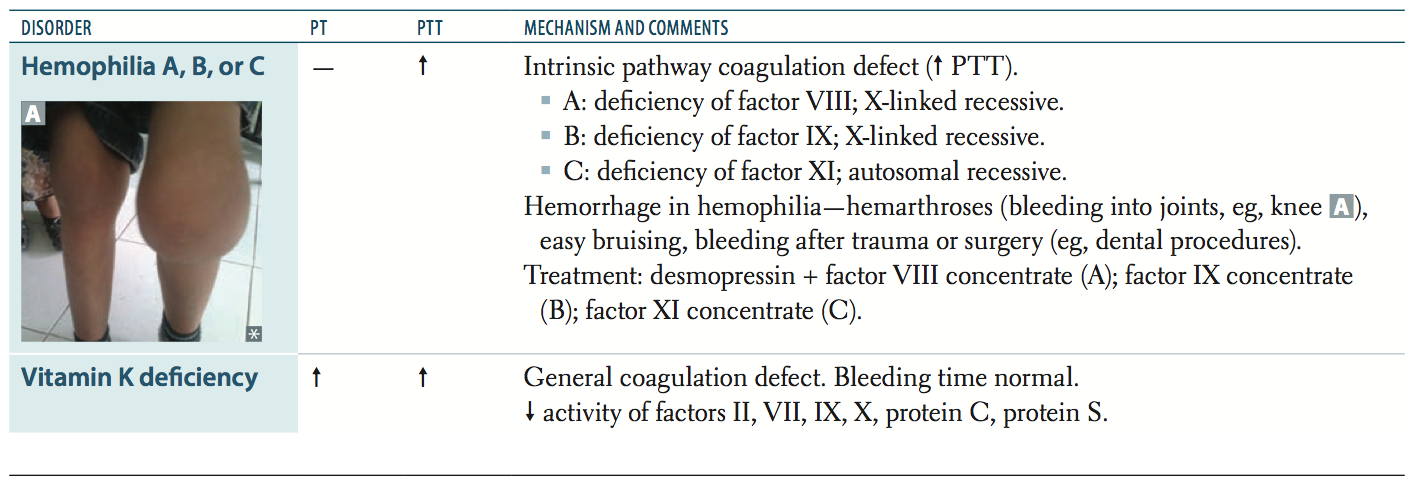 DISORDER PT PTT MECHANISM AND COMMENTS
Hemophilia A, B, or C — ↑ Intrinsic pathway coagulation defect (↑ PTT).
A
▪ A: deficiency of factor VIII; X-linked recessive.
▪ B: deficiency of factor IX; X-linked recessive.
▪ C: deficiency of factor XI; autosomal recessive.
Hemorrhage in hemophilia—hemarthroses (bleeding into joints, eg, knee A),
easy bruising, bleeding after trauma or surgery (eg, dental procedures).
Treatment: desmopressin + factor VIII concentrate (A); factor IX concentrate
(B); factor XI concentrate (C).
Vitamin K deficiency ↑ ↑ General coagulation defect. Bleeding time normal.
↓ activity of factors II, VII, IX, X, protein C, protein S.